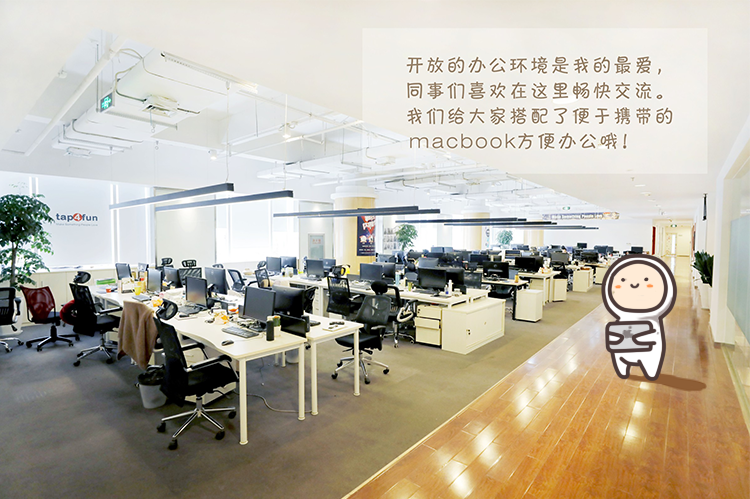 开放的办公环境是我的最爱，
同事们喜欢在这里畅快交流。
我们给大家搭配了便于携带的
macbook方便办公哦！
tap4fun